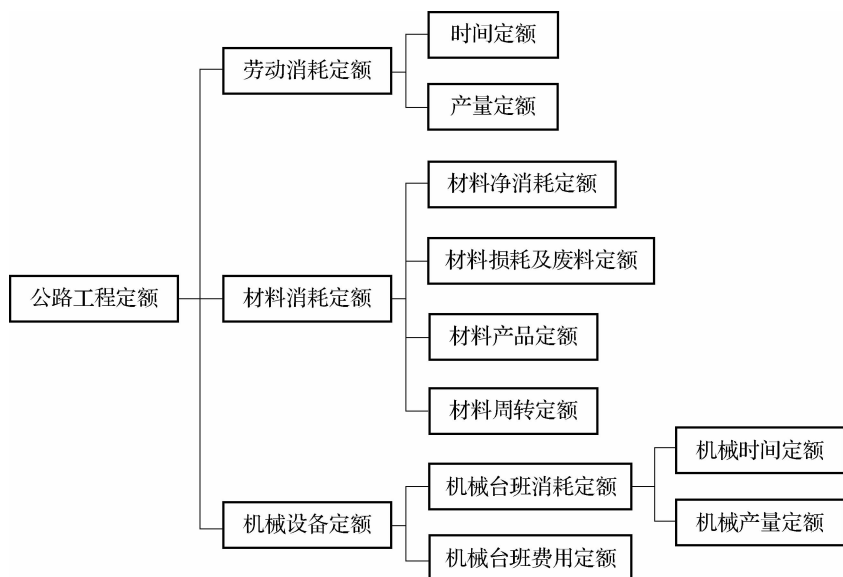 公路工程定额
劳动消耗定额
时间定额
产量定额
材料消耗定额
材料净消耗定额
材料损耗及废料定额
材料产品定额
材料周转定额
机械设备定额
机械台班消耗定额
机械时间定额
机械产量定额
机械台班费用定额